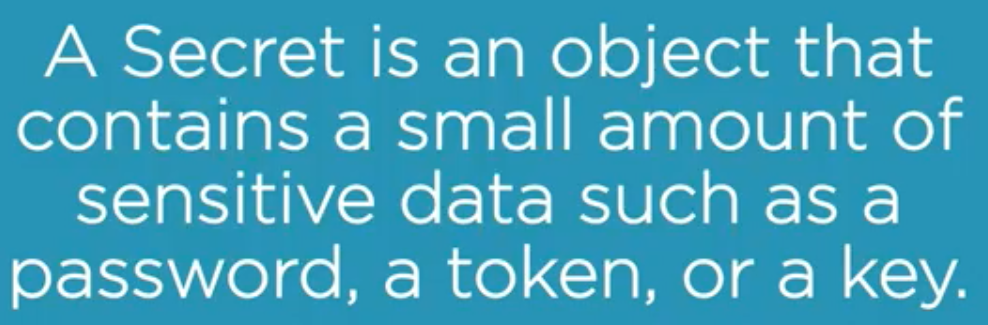 A Secret is an object that
contains a small amount of
sensitive data such as a
password, a token, or a key.